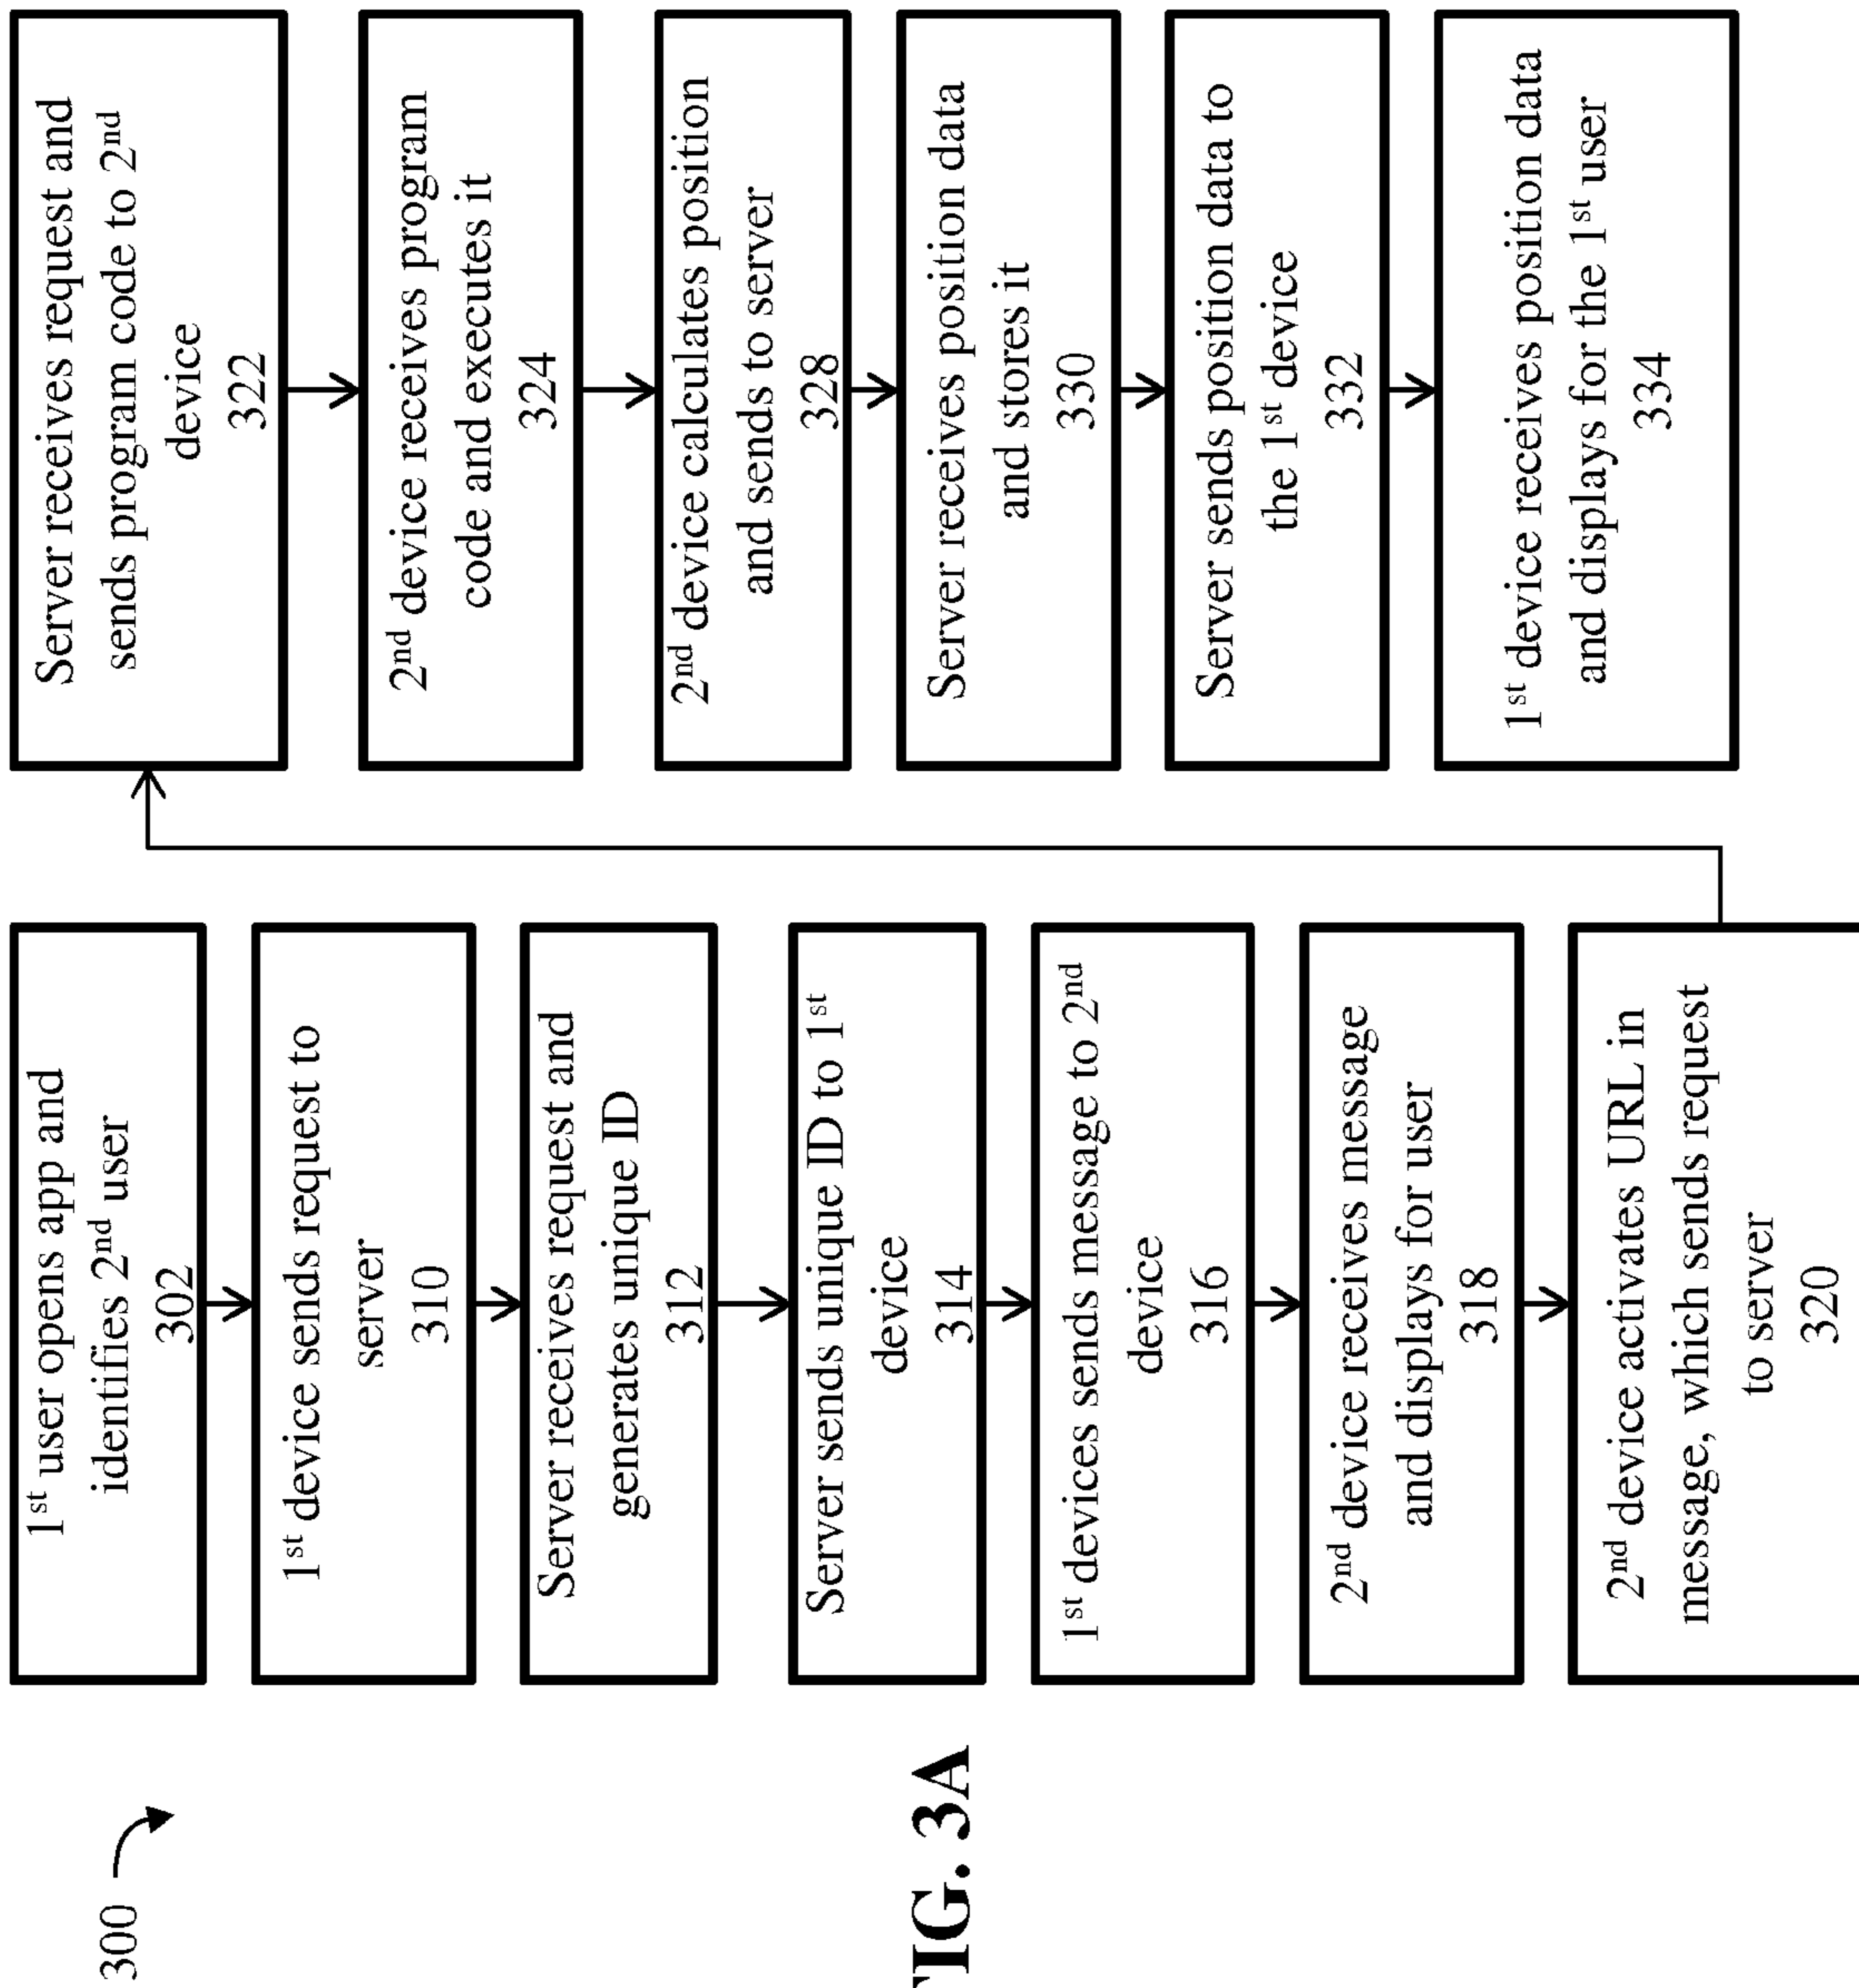 300
1st user opens app and
identifies 2nd user
302
1st device sends request to
server
310
Server receives request and
generates unique ID
312
Server sends unique ID to 1st
device
314
1st devices sends message to 2nd
device
316
2nd device receives message
and displays for user
318
2nd device activates URL in
message, which sends request
to server
320
Server receives request and
sends program code to 2nd
device
322
2nd device receives program
code and executes it
324
2nd device calculates position
and sends to server
328
Server receives position data
and stores it
330
Server sends position data to
the 1st device
332
1st device receives position data
and displays for the 1st user
334
FIG. 3A